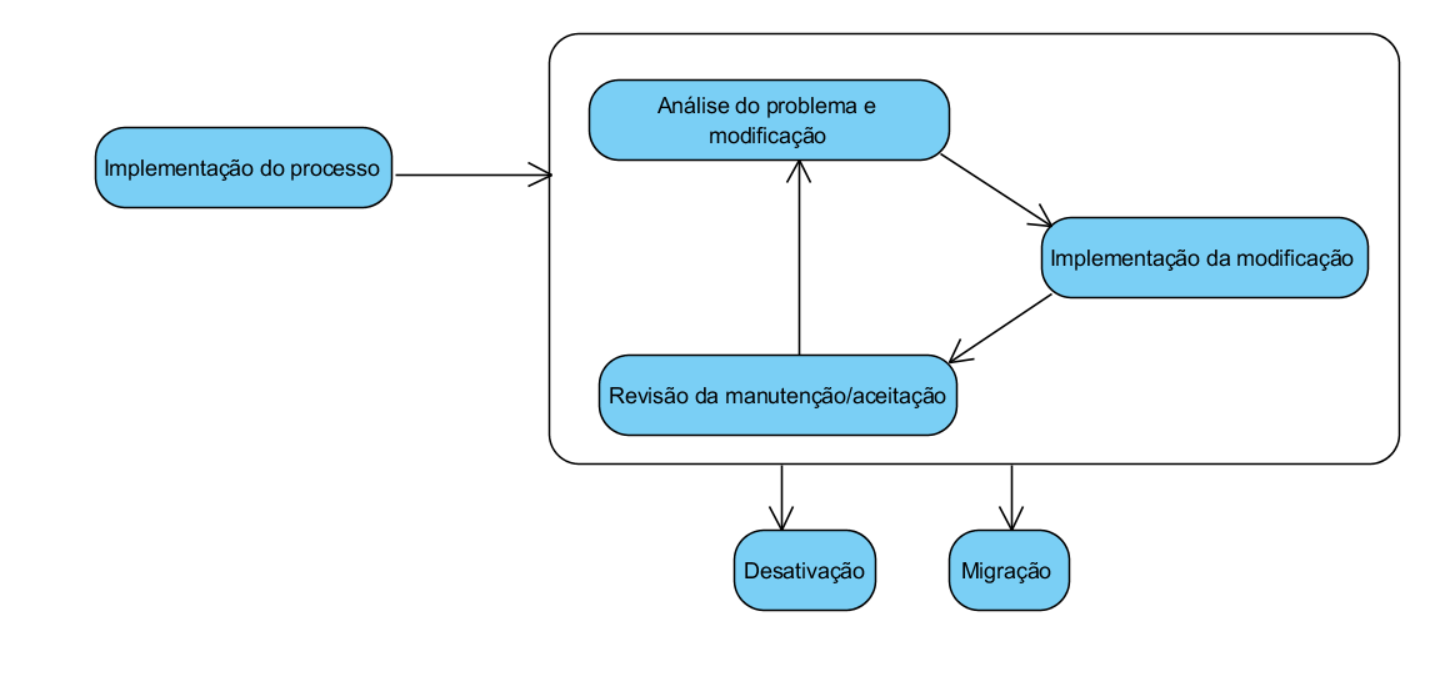 Análise do problema e
modificação
Implementação do processo
Implementação da modificação
Revisão da manutenção/aceitação
Desativação
Migração